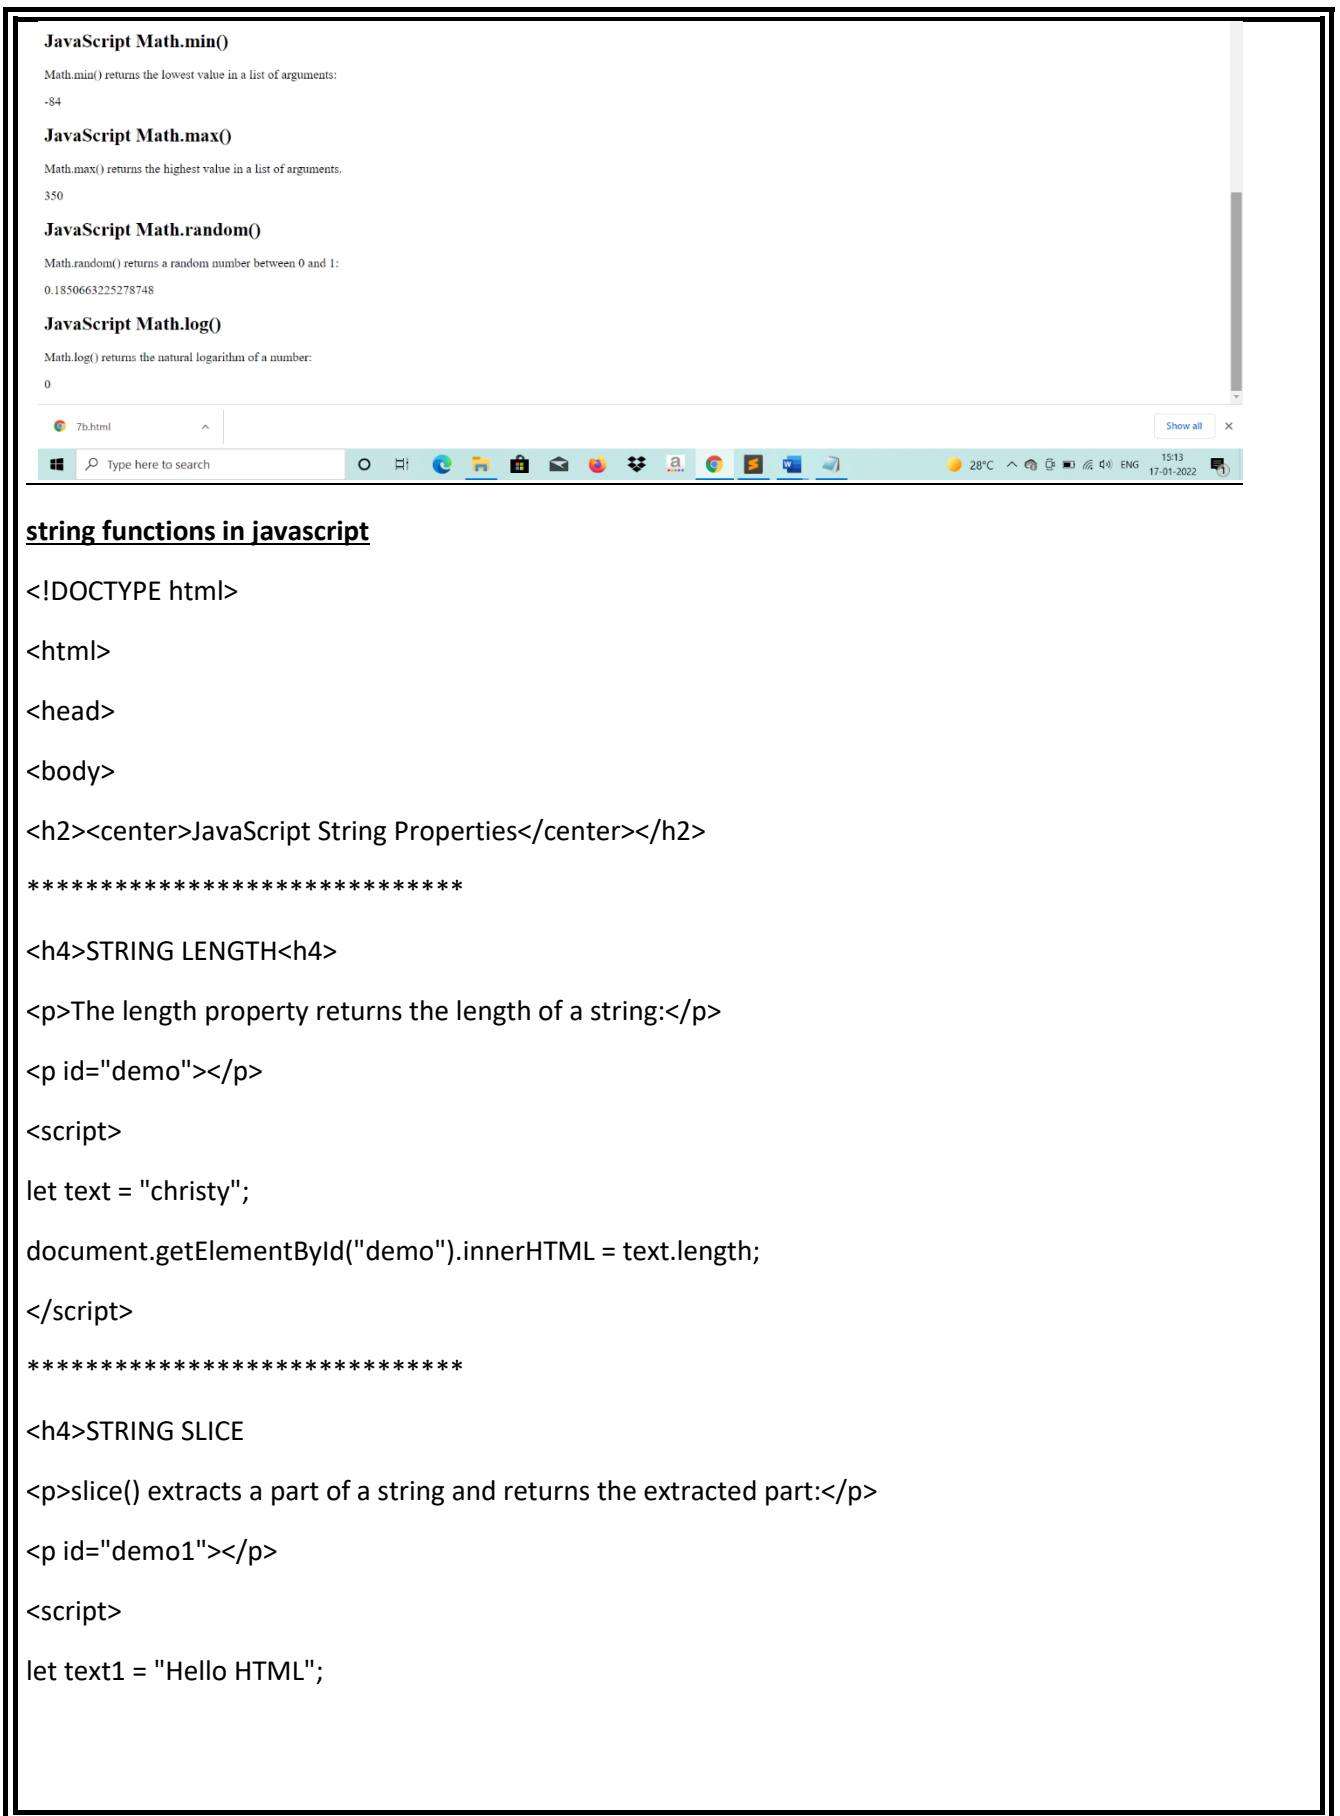 JavaScript Math.min()
Math.min() returns the lowest value in a list of arguments:
-84
JavaScript Math.max()
Math.max() returns the highest value in a list of arguments.
350
JavaScript Math.random()
Math.random() returns a random number between 0 and 1:
0.1850663225278748
JavaScript Math.log()
Math.log() returns the natural logarithm of a number:
0
7b.html Show all
Type here to search 28°C ENG 15:13
17-01-2022
string functions in javascript
<!DOCTYPE html>
<html>
<head>
<body>
<h2><center>JavaScript String Properties</center></h2>
******************************
<h4>STRING LENGTH<h4>
<p>The length property returns the length of a string:</p>
<p id="demo"></p>
<script>
let text = "christy";
document.getElementById("demo").innerHTML = text.length;
</script>
******************************
<h4>STRING SLICE
<p>slice() extracts a part of a string and returns the extracted part:</p>
<p id="demo1"></p>
<script>
let text1 = "Hello HTML";